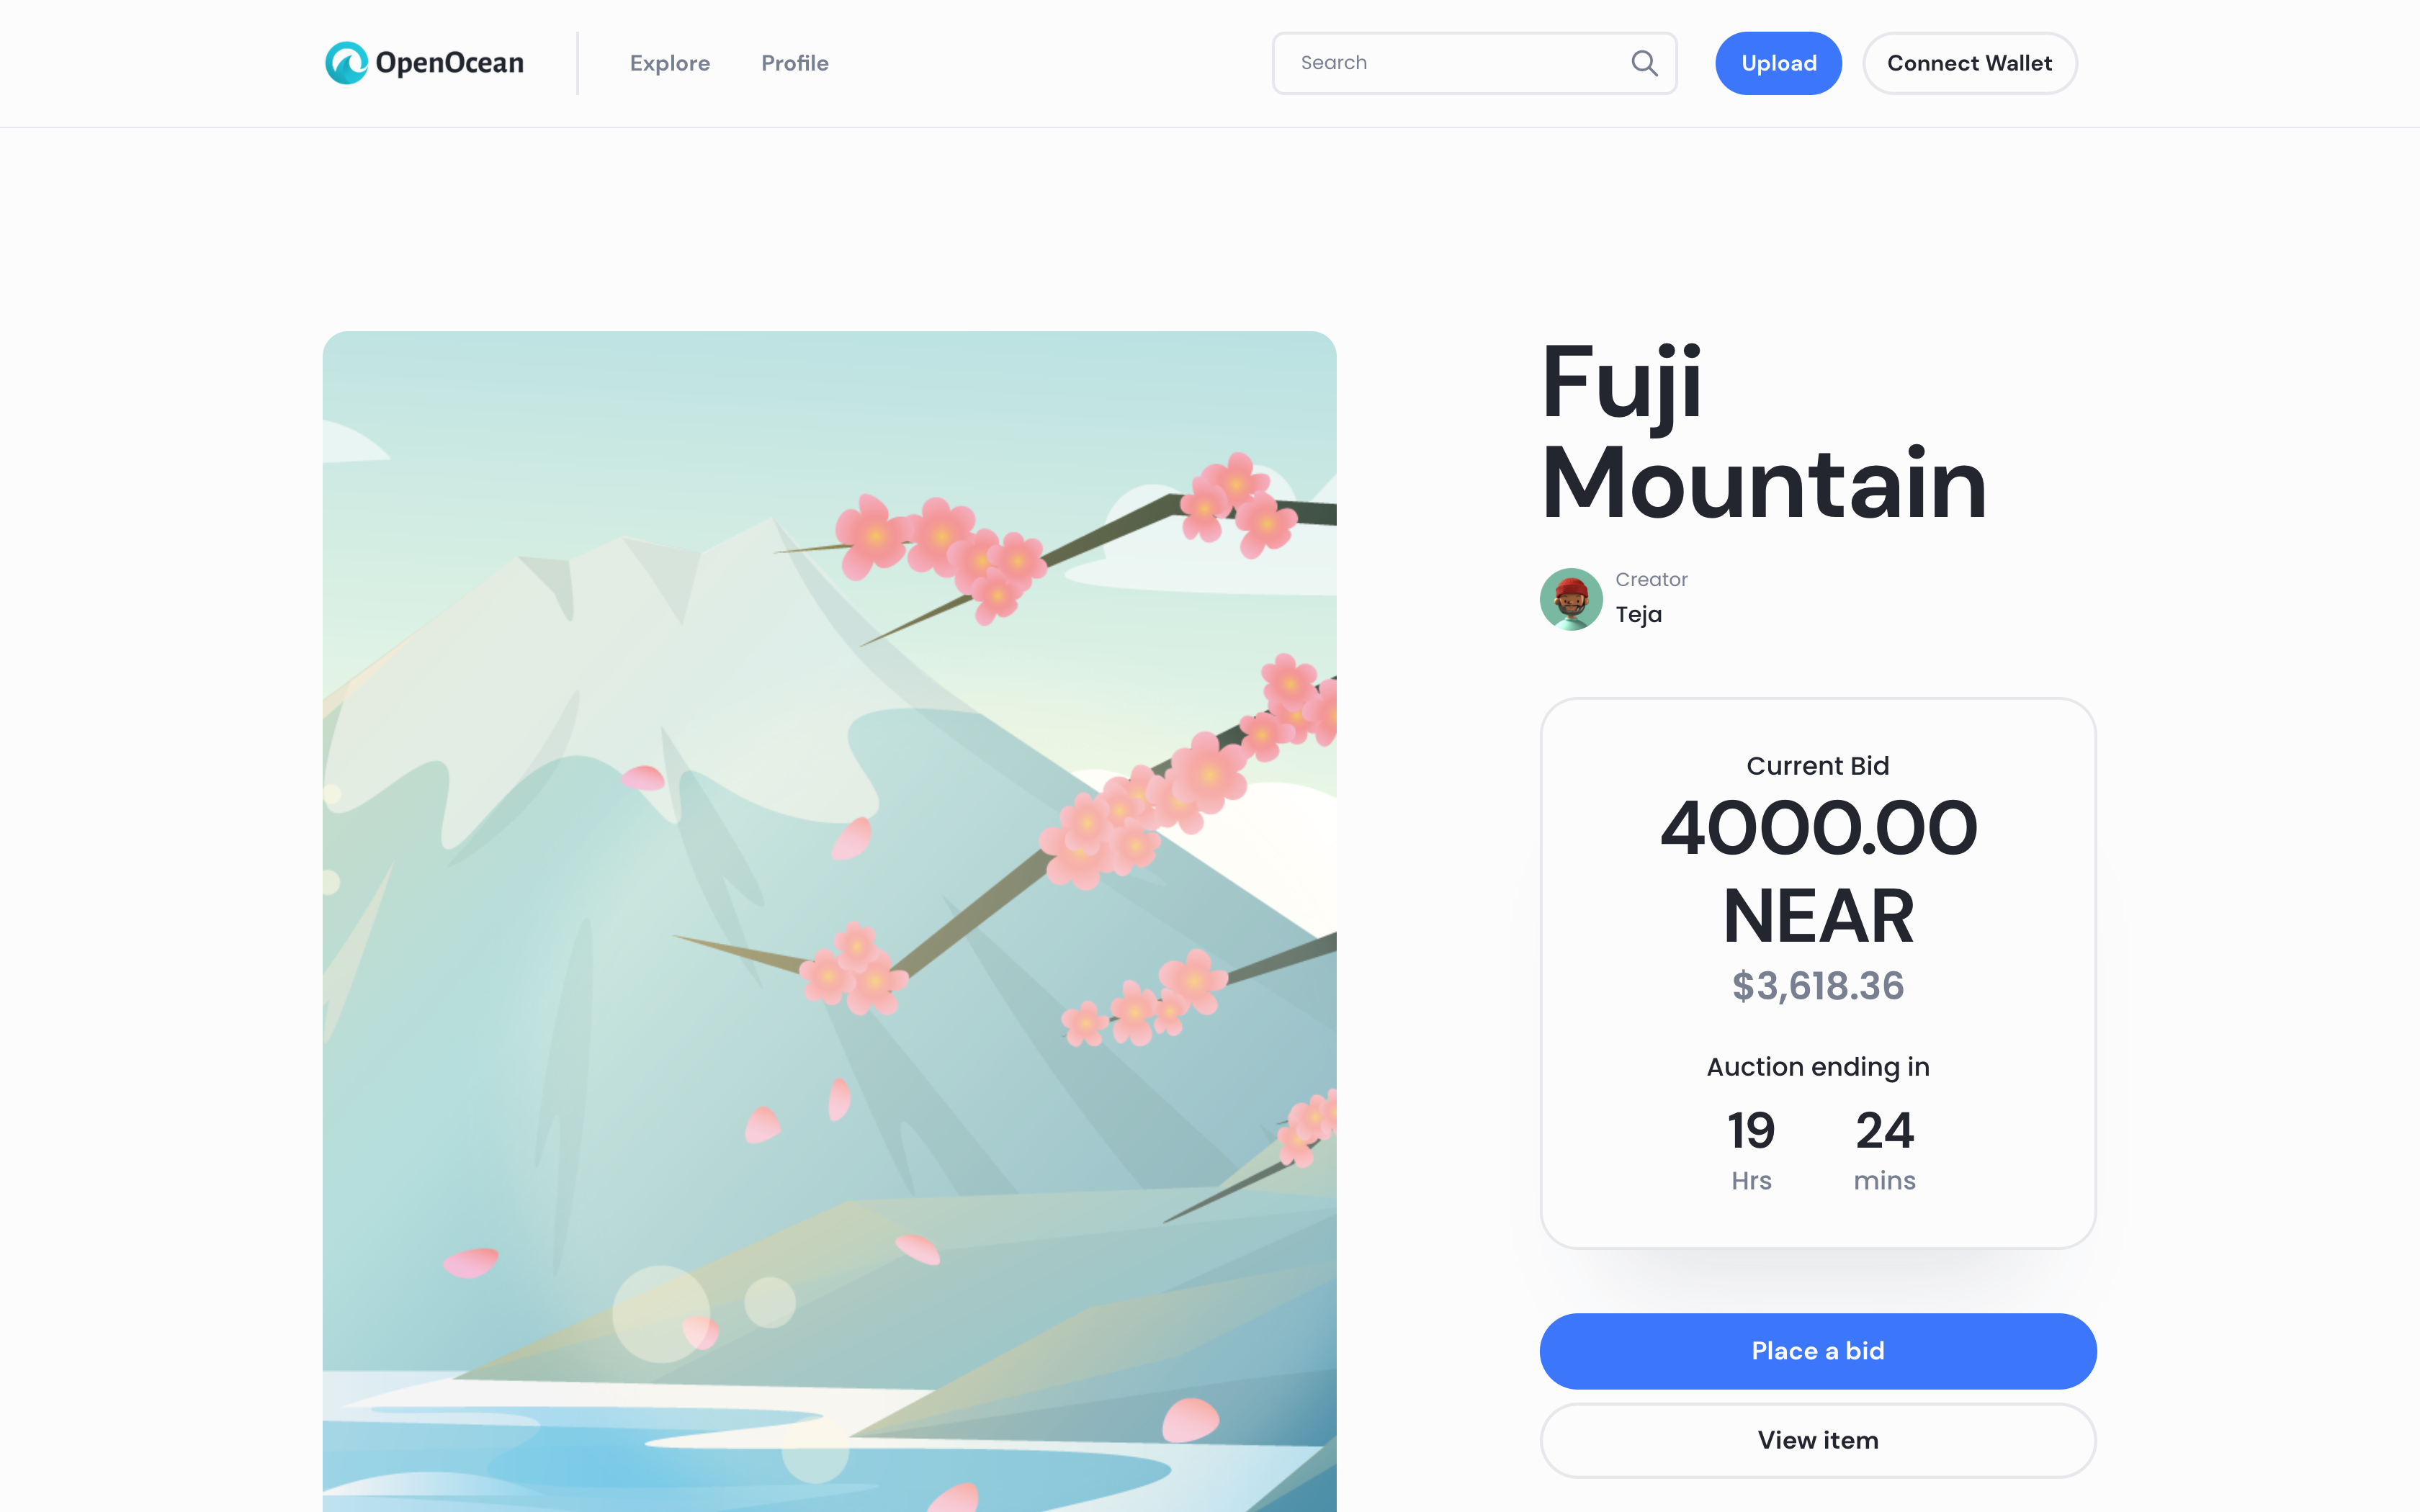 OpenOcean
Explore
Profile
Search
Upload
Connect Wallet
Fuji
Mountain
Creator
Teja
Current Bid
4000.00
NEAR
$3,618.36
Auction ending in
19 24
Hrs mins
Place a bid
View item